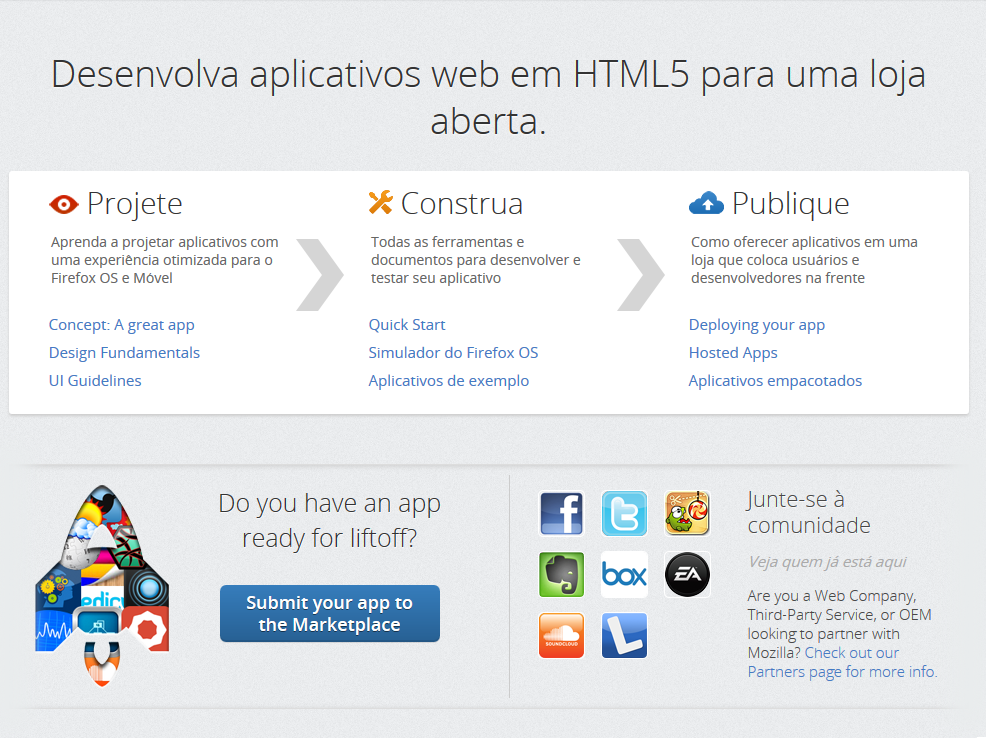 Desenvolva aplicativos web em HTML5 para uma loja
aberta.
Projete
Aprenda a projetar aplicativos com
uma experiência otimizada para o
Firefox OS e Móvel
Concept: A great app
Design Fundamentals
UI Guidelines
Construa
Todas as ferramentas e
documentos para desenvolver e
testar seu aplicativo
Quick Start
Simulador do Firefox OS
Aplicativos de exemplo
Publique
Como oferecer aplicativos em uma
loja que coloca usuários e
desenvolvedores na frente
Deploying your app
Hosted Apps
Aplicativos empacotados
Do you have an app
ready for liftoff?
Submit your app to
the Marketplace
box
EA
SOUNDCLOUD
Junte-se à
comunidade
Veja quem já está aqui
Are you a Web Company,
Third-Party Service, or OEM
looking to partner with
Mozilla? Check out our
Partners page for more info.